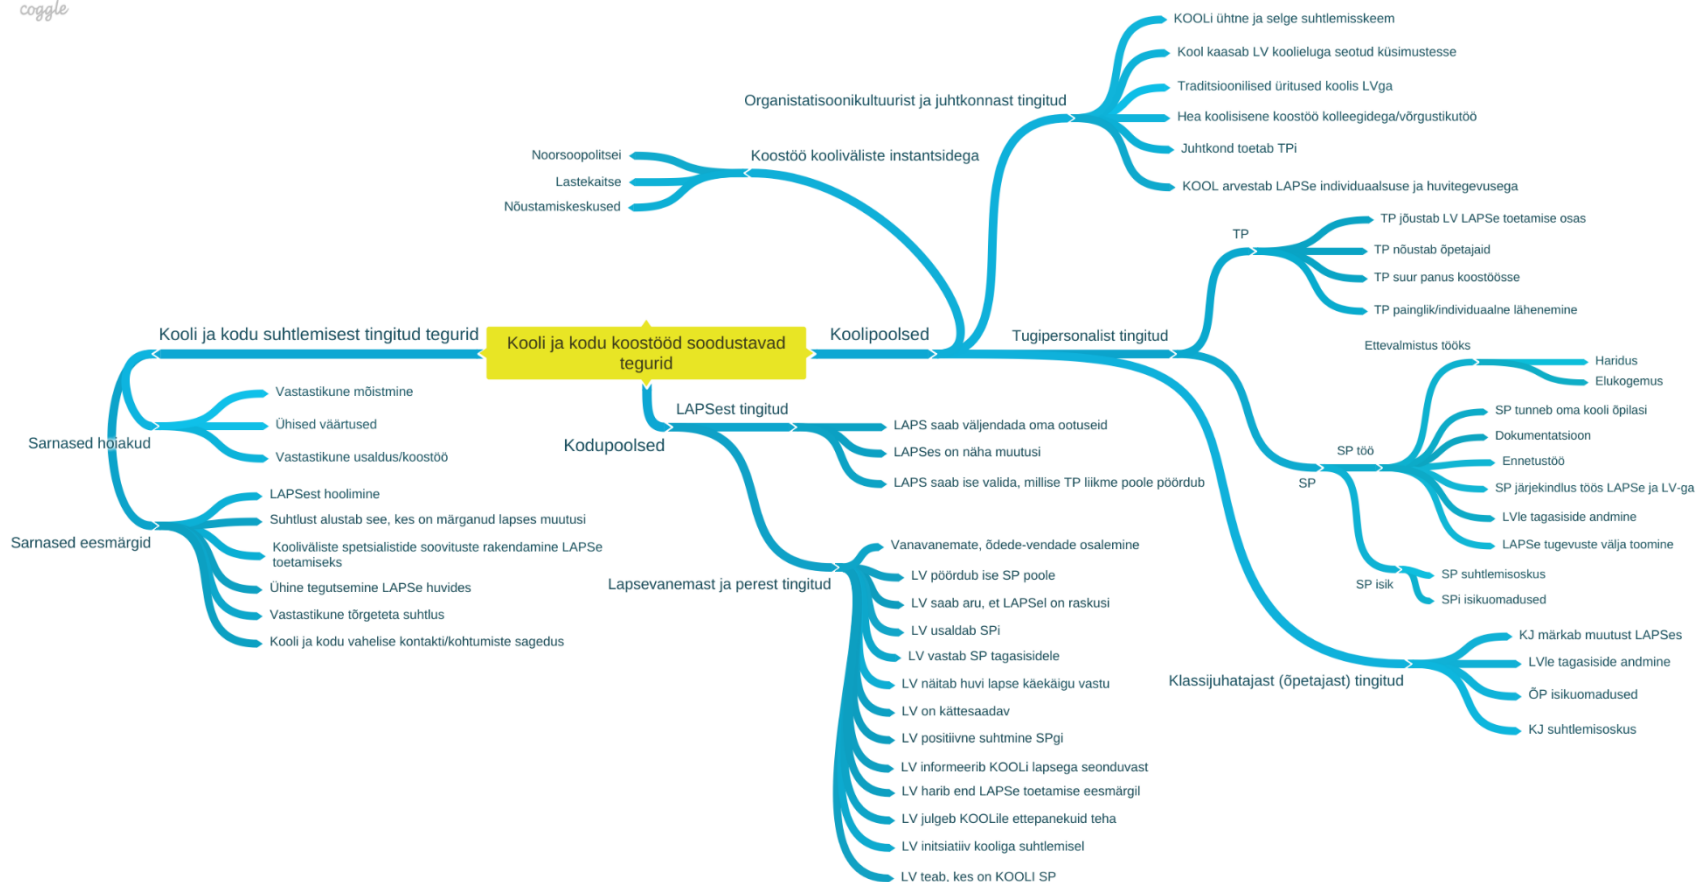 coggle
Kooli ja kodu koostööd soodustavad
tegurid
Kooli ja kodu suhtlemisest tingitud tegurid
Sarnased hoiakud
Vastastikune mõistmine
Ühised väärtused
Vastastikune usaldus/koostöö
Sarnased eesmärgid
LAPSest hoolimine
Suhtlust alustab see, kes on märganud lapses muutusi
Kooliväliste spetsialistide soovituste rakendamine LAPSe
toetamiseks
Ühine tegutsemine LAPSe huvides
Vastastikune tõrgeteta suhtlus
Kooli ja kodu vahelise kontakti/kohtumiste sagedus
Koolipoolsed
Koostöö kooliväliste instantsidega
Noorsoopolitsei
Lastekaitse
Nõustamiskeskused
Organistatisoonikultuurist ja juhtkonnast tingitud
KOOLi ühtne ja selge suhtlemisskeem
Kool kaasab LV koolieluga seotud küsimustesse
Traditsioonilised üritused koolis LVga
Hea koolisisene koostöö kolleegidega/võrgustikutöö
Juhtkond toetab TPi
KOOL arvestab LAPSe individuaalsuse ja huvitegevusega
Tugipersonalist tingitud
TP
TP jõustab LV LAPSe toetamise osas
TP nõustab õpetajaid
TP suur panus koostöösse
TP painglik/individuaalne lähenemine
SP
SP töö
Ettevalmistus tööks
Haridus
Elukogemus
SP tunneb oma kooli õpilasi
Dokumentatsioon
Ennetustöö
SP järjekindlus töös LAPSe ja LV-ga
LVle tagasiside andmine
LAPSe tugevuste välja toomine
SP isik
SP suhtlemisoskus
SPi isikuomadused
Klassijuhatajast (õpetajast) tingitud
KJ märkab muutust LAPSes
LVle tagasiside andmine
ÕP isikuomadused
KJ suhtlemisoskus
Kodupoolsed
LAPSest tingitud
LAPS saab väljendada oma ootuseid
LAPSes on näha muutusi
LAPS saab ise valida, millise TP liikme poole pöördub
Lapsevanemast ja perest tingitud
Vanavanemate, õdede-vendade osalemine
LV pöördub ise SP poole
LV saab aru, et LAPSel on raskusi
LV usaldab SPi
LV vastab SP tagasisidele
LV näitab huvi lapse käekäigu vastu
LV on kättesaadav
LV positiivne suhtmine SPgi
LV informeerib KOOLi lapsega seonduvast
LV harib end LAPSe toetamise eesmärgil
LV julgeb KOOLile ettepanekuid teha
LV initsiatiiv kooliga suhtlemisel
LV teab, kes on KOOLI SP